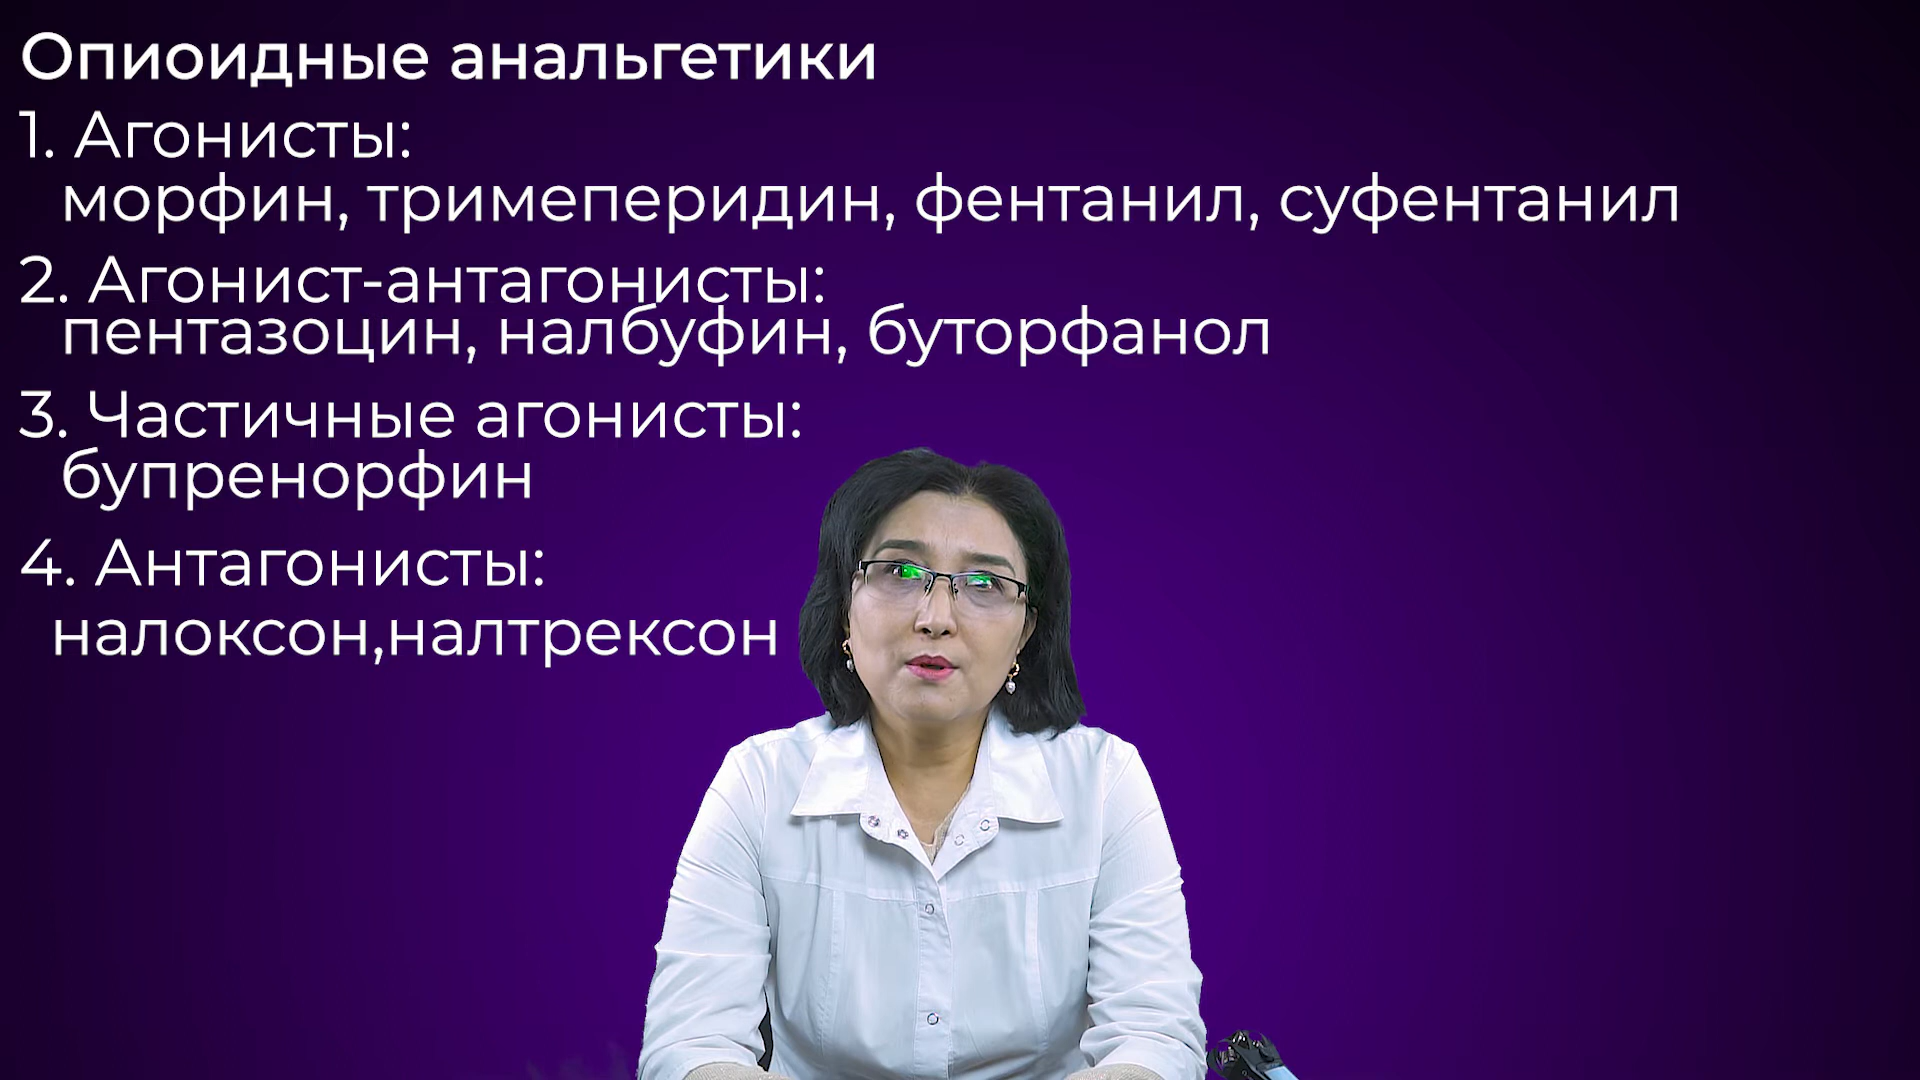 Опиоидные анальгетики
1. Агонисты:
морфин, тримеперидин, фентанил, суфентанил
2. Агонист-антагонисты:
пентазоцин, налбуфин, буторфанол
3. Частичные агонисты:
бупренорфин
4. Антагонисты:
налоксон,налтрексон